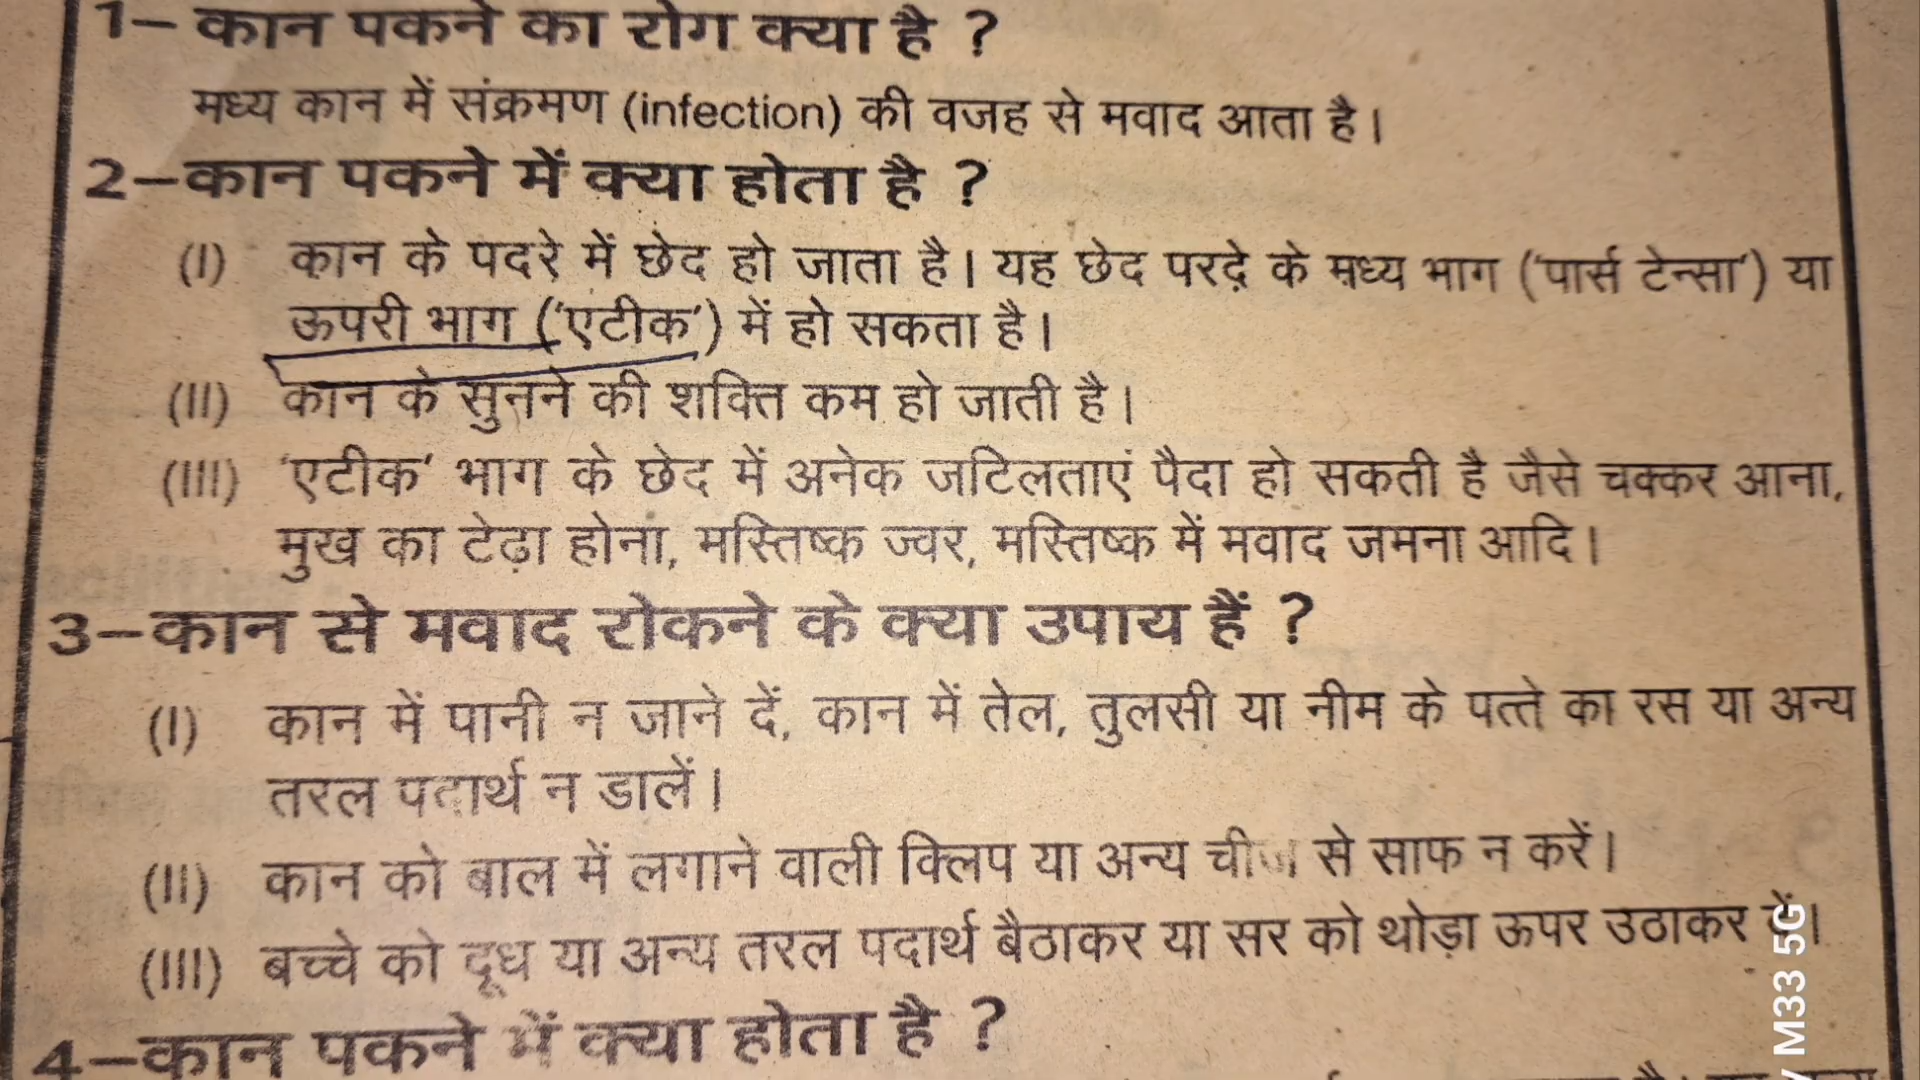 1– कान पकने का रोग क्या है ?
मध्य कान में संक्रमण (infection) की वजह से मवाद आता है।
2–कान पकने में क्या होता है ?
(I) कान के पदरे में छेद हो जाता है। यह छेद परद़े के मध्य भाग ('पार्स टेन्सा') या
ऊपरी भाग ('एटीक') में हो सकता है।
(II) कान के सुनने की शक्ति कम हो जाती है।
(III) 'एटीक' भाग के छेद में अनेक जटिलताएं पैदा हो सकती है जैसे चक्कर आना,
मुख का टेढ़ा होना, मस्तिष्क ज्वर, मस्तिष्क में मवाद जमना आदि।
3–कान से मवाद रोकने के क्या उपाय हैं ?
(I) कान में पानी न जाने दें, कान में तेल, तुलसी या नीम के पत्ते का रस या अन्य
तरल पदार्थ न डालें।
(II) कान को बाल में लगाने वाली क्लिप या अन्य चीज से साफ न करें।
(III) बच्चे को दूध या अन्य तरल पदार्थ बैठाकर या सर को थोड़ा ऊपर उठाकर दें।
4–कान पकने में क्या होता है ?
M33 5G